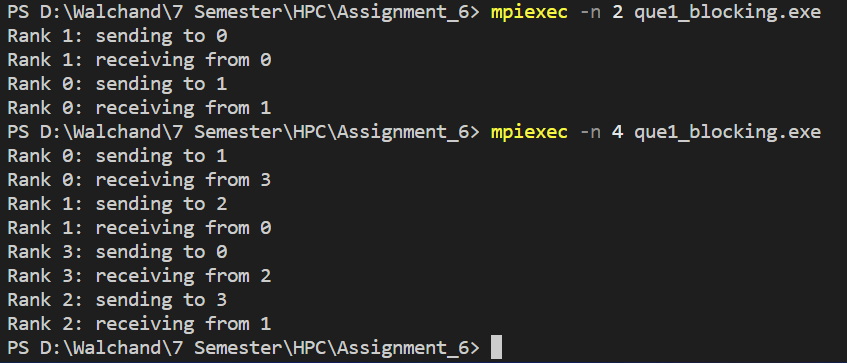 PS D:\Walchand\7 Semester\HPC\Assignment_6> mpiexec -n 2 que1_blocking.exe
Rank 1: sending to 0
Rank 1: receiving from 0
Rank 0: sending to 1
Rank 0: receiving from 1
PS D:\Walchand\7 Semester\HPC\Assignment_6> mpiexec -n 4 que1_blocking.exe
Rank 0: sending to 1
Rank 0: receiving from 3
Rank 1: sending to 2
Rank 1: receiving from 0
Rank 3: sending to 0
Rank 3: receiving from 2
Rank 2: sending to 3
Rank 2: receiving from 1
PS D:\Walchand\7 Semester\HPC\Assignment_6>